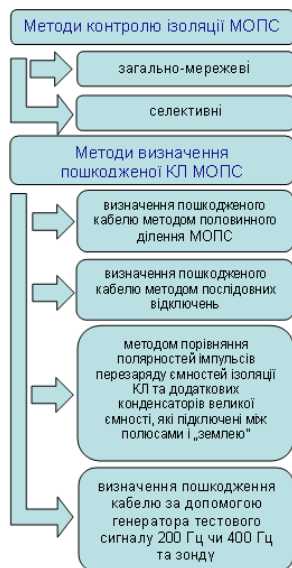 Методи контролю ізоляції МОПС
загально-мережеві
селективні
Методи визначення
пошкодженої КЛ МОПС
визначення пошкодженого
кабелю методом половинного
ділення МОПС
визначення пошкодженого
кабелю методом послідовних
відключень
методом порівняння
полярностей імпульсів
перезаряду ємностей ізоляції
КЛ та додаткових
конденсаторів великої
ємності, які підключені між
полюсами і „землею”
визначення пошкодження
кабелю за допомогою
генератора тестового
сигналу 200 Гц чи 400 Гц
та зонду